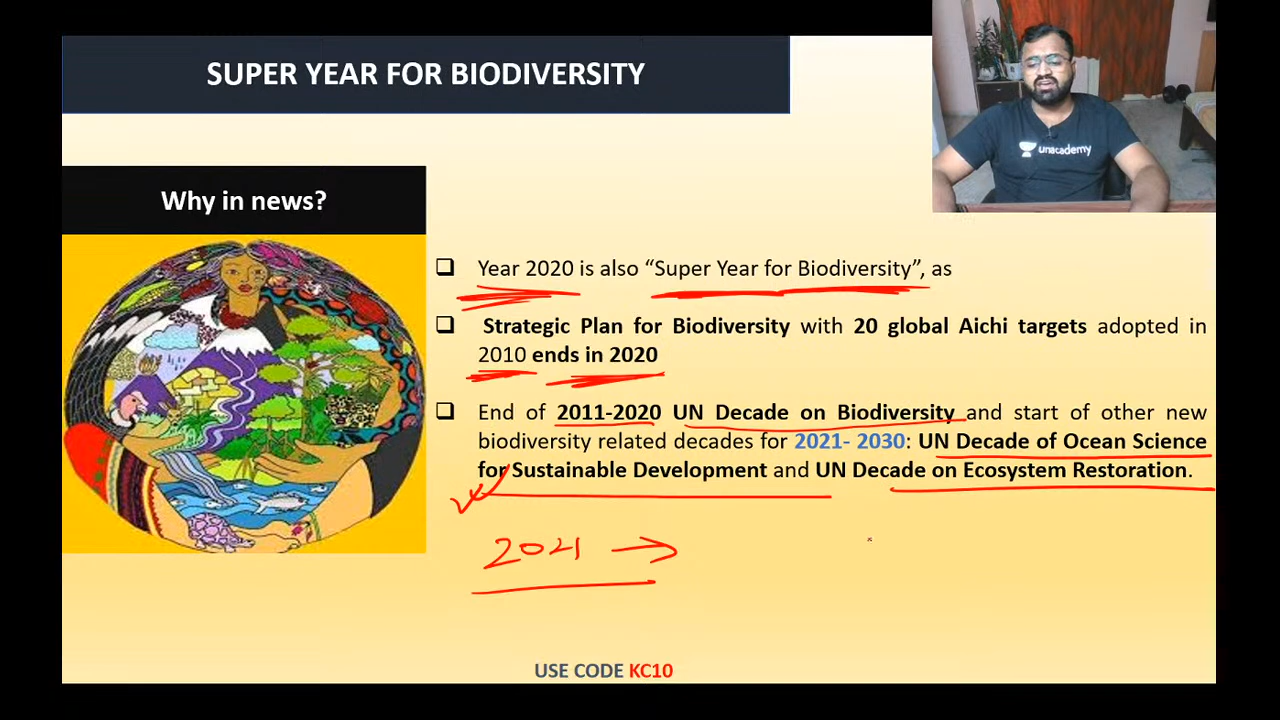 SUPER YEAR FOR BIODIVERSITY
unacademy
Why in news?
Year 2020 is also “Super Year for Biodiversity”, as
Strategic Plan for Biodiversity with 20 global Aichi targets adopted in
2010 ends in 2020
End of 2011-2020 UN Decade on Biodiversity and start of other new
biodiversity related decades for 2021- 2030: UN Decade of Ocean Science
for Sustainable Development and UN Decade on Ecosystem Restoration.
2021 →
USE CODE KC10